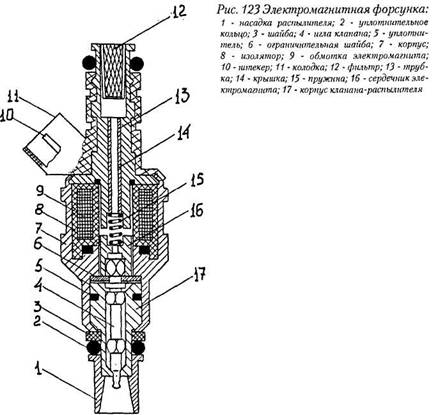 Рис. 123 Электромагнитная форсунка:
1 - насадка распылителя; 2 - уплотнительное
кольцо; 3 - шайба; 4 - игла клапана; 5 - уплотни-
тель; 6 - ограничительная шайба; 7 - корпус;
8 - изолятор; 9 - обмотка электромагнита;
10 - штекер; 11 - колодка; 12 - фильтр; 13 - труб-
ка; 14 - крышка; 15 - пружина; 16 - сердечник эле-
ктромагнита; 17 - корпус клапана-распылителя
12
11
10
13
14
15
9
16
8
7
6
17
5
4
3
2
1